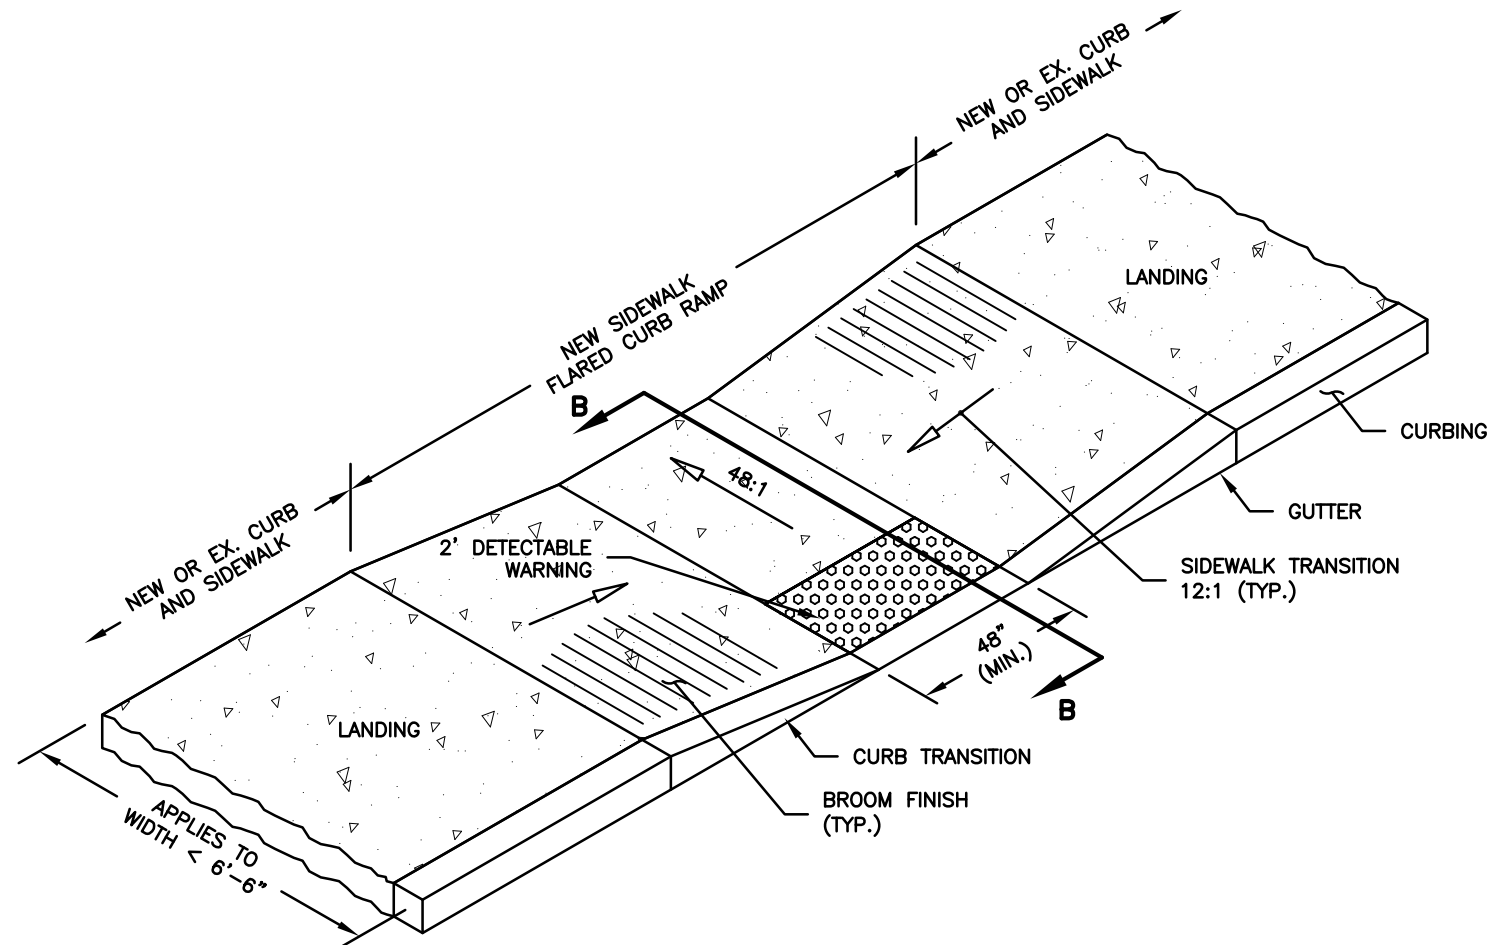 NEW OR EX. CURB
AND SIDEWALK
LANDING
NEW SIDEWALK
FLARED CURB RAMP
B
CURBING
48:1
GUTTER
NEW OR EX. CURB
AND SIDEWALK
2' DETECTABLE
WARNING
SIDEWALK TRANSITION
12:1 (TYP.)
48"
(MIN.)
B
LANDING
CURB TRANSITION
BROOM FINISH
(TYP.)
APPLIES TO
WIDTH < 6'-6"